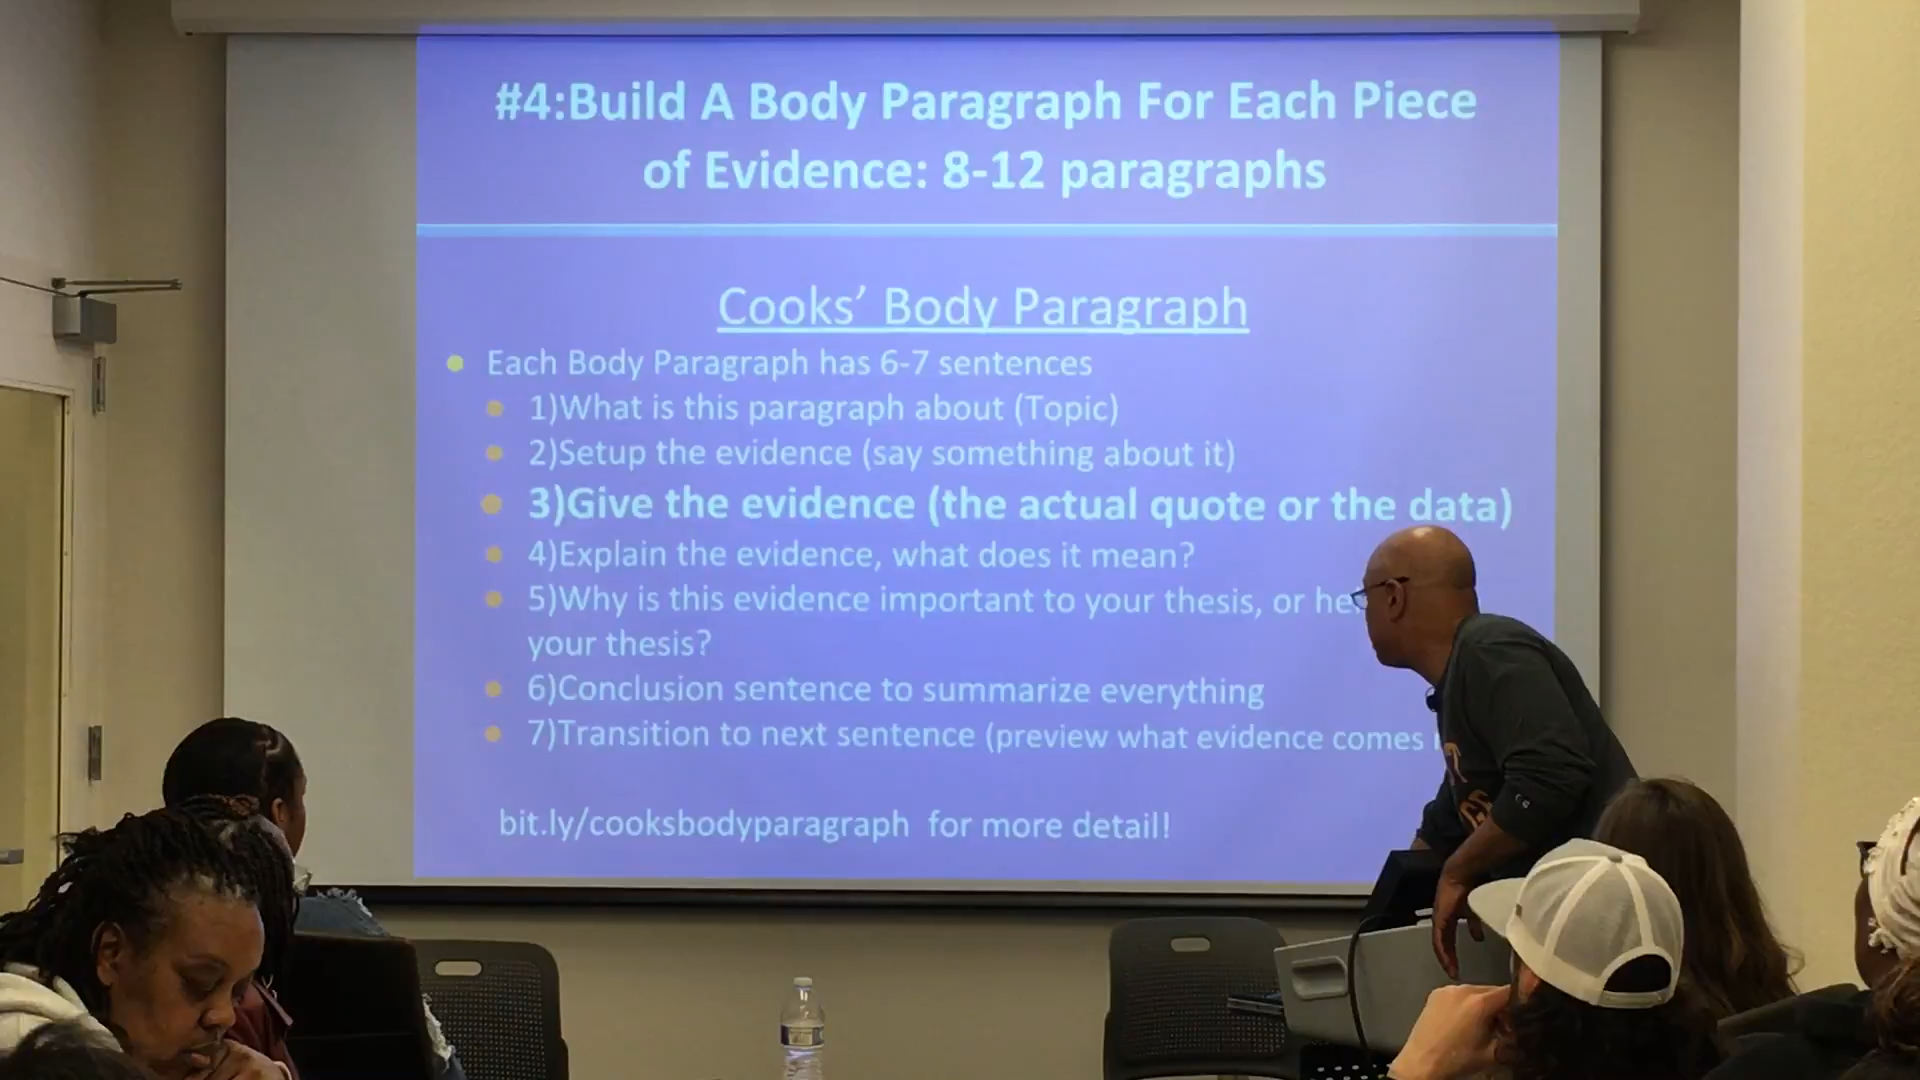 #4:Build A Body Paragraph For Each Piece
of Evidence: 8-12 paragraphs
Cooks’ Body Paragraph
Each Body Paragraph has 6-7 sentences
1)What is this paragraph about (Topic)
2)Setup the evidence (say something about it)
3)Give the evidence (the actual quote or the data)
4)Explain the evidence, what does it mean?
5)Why is this evidence important to your thesis, or
your thesis?
6)Conclusion sentence to summarize everything
7)Transition to next sentence (preview what evidence comes
bit.ly/cooksbodyparagraph for more detail!